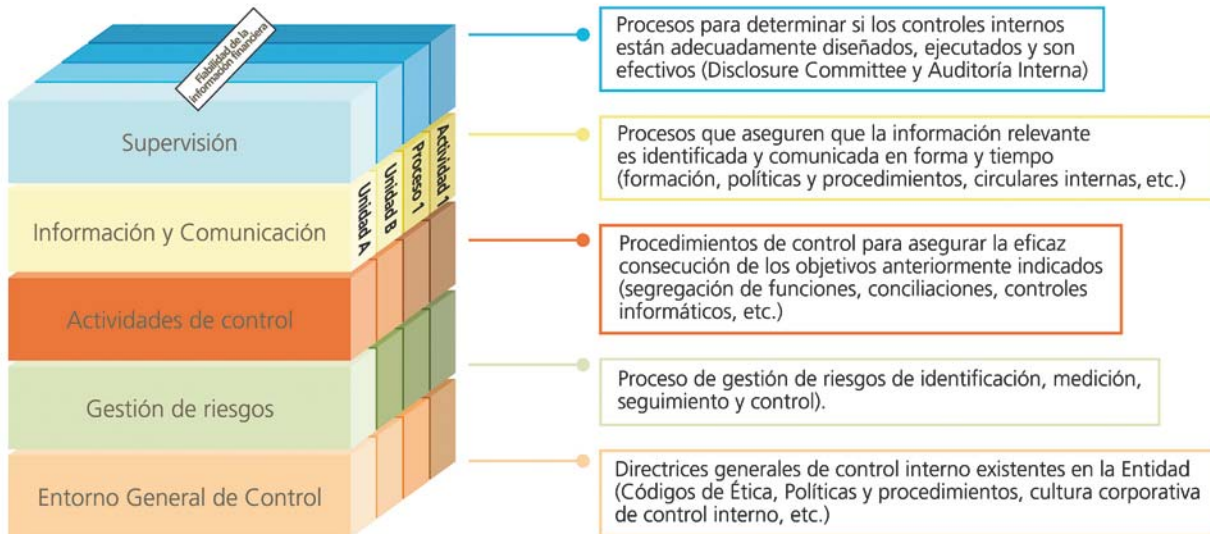 Fiabilidad de la
información financiera
Supervisión
Información y Comunicación
Actividades de control
Gestión de riesgos
Entorno General de Control
Unidad A
Unidad B
Proceso 1
Actividad 1
Procesos para determinar si los controles internos
están adecuadamente diseñados, ejecutados y son
efectivos (Disclosure Committee y Auditoría Interna)
Procesos que aseguren que la información relevante
es identificada y comunicada en forma y tiempo
(formación, políticas y procedimientos, circulares internas, etc.)
Procedimientos de control para asegurar la eficaz
consecución de los objetivos anteriormente indicados
(segregación de funciones, conciliaciones, controles
informáticos, etc.)
Proceso de gestión de riesgos de identificación, medición,
seguimiento y control).
Directrices generales de control interno existentes en la Entidad
(Códigos de Ética, Políticas y procedimientos, cultura corporativa
de control interno, etc.)